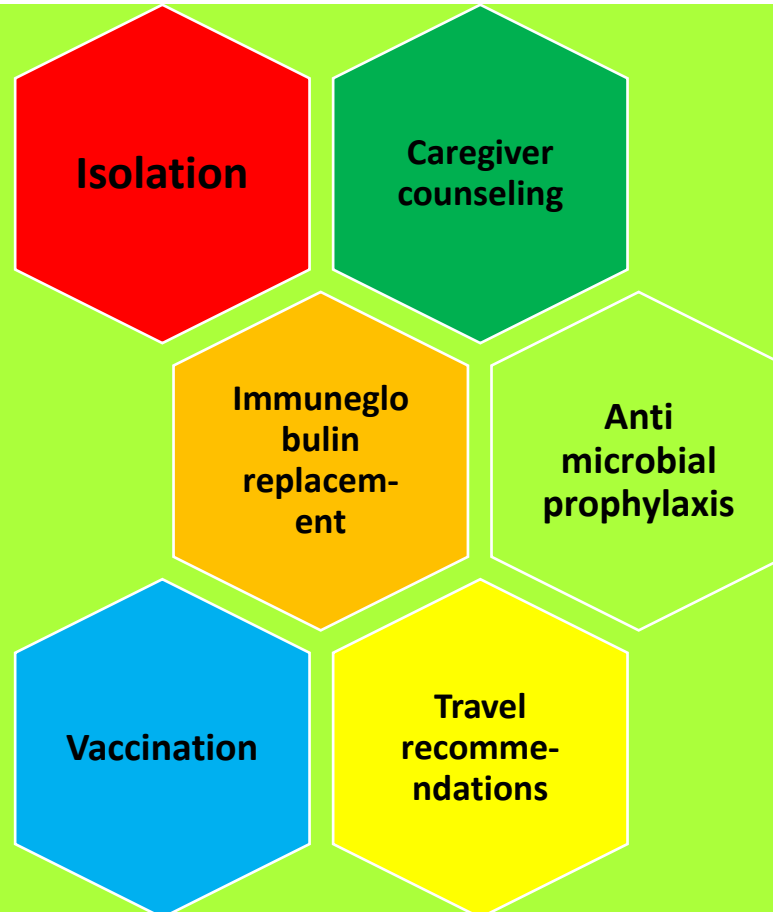 Isolation
Caregiver
counseling
Immuneglo
bulin
replacem-
ent
Anti
microbial
prophylaxis
Vaccination
Travel
recomme-
ndations